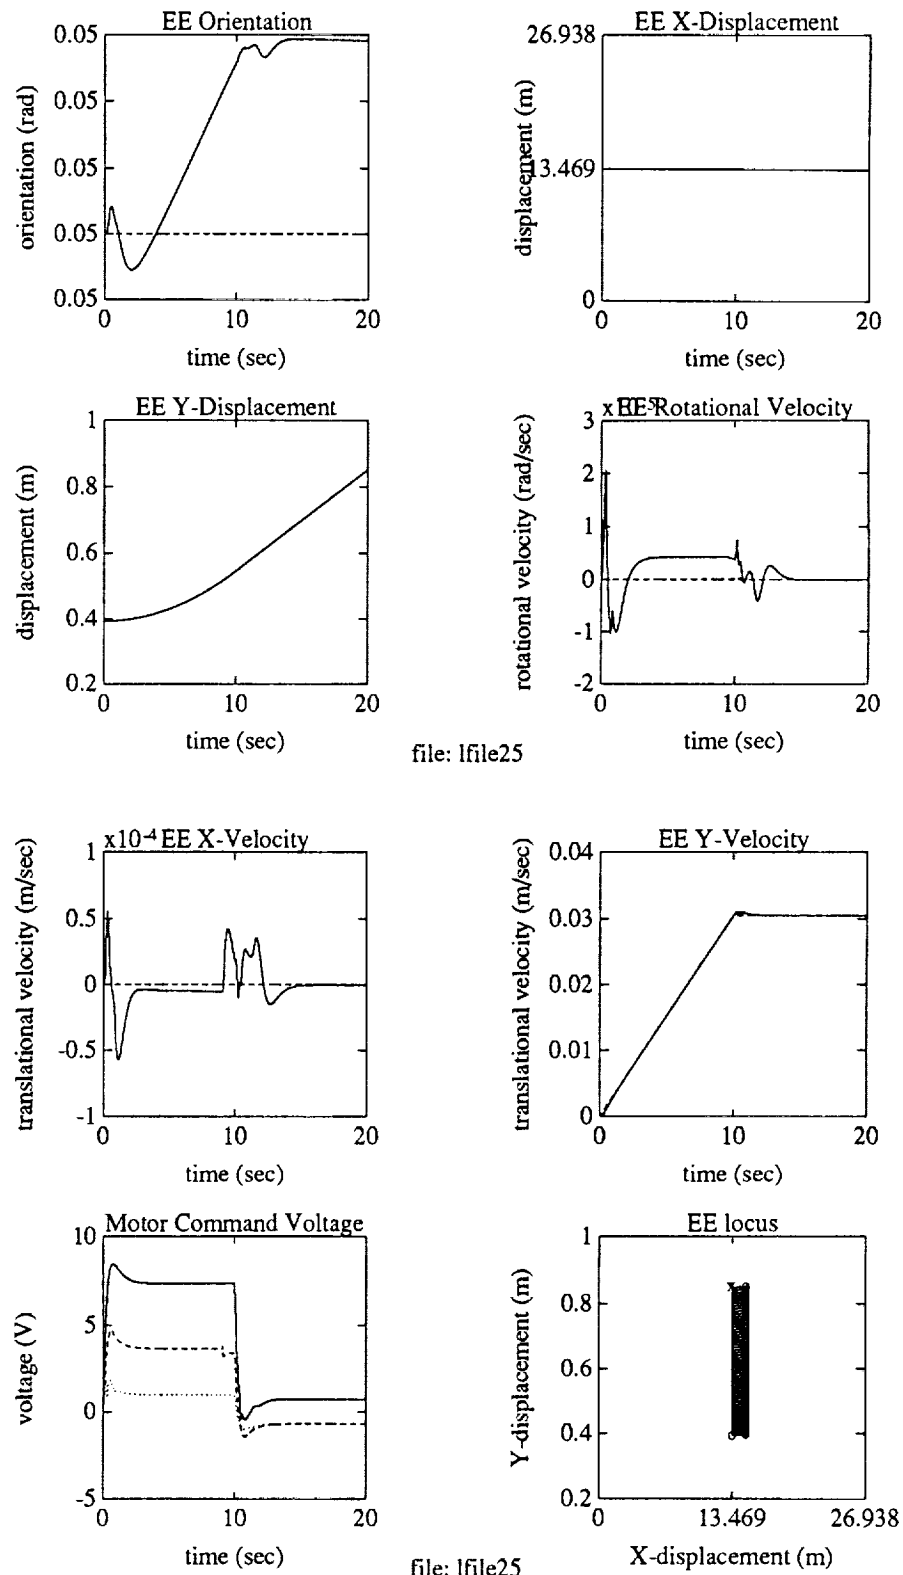 EE Orientation
0.05
0.05
0.05
0.05
0.05
orientation (rad)
0
10
20
time (sec)
EE X-Displacement
26.938
13.469
0
displacement (m)
0
10
20
time (sec)
EE Y-Displacement
1
0.8
0.6
0.4
0.2
displacement (m)
0
10
20
time (sec)
x10-5
EE Rotational Velocity
3
2
1
0
-1
-2
rotational velocity (rad/sec)
0
10
20
time (sec)
file: lfile25
x10-4 EE X-Velocity
1
0.5
0
-0.5
-1
translational velocity (m/sec)
0
10
20
time (sec)
EE Y-Velocity
0.04
0.03
0.02
0.01
0
translational velocity (m/sec)
0
10
20
time (sec)
Motor Command Voltage
10
5
0
-5
voltage (V)
0
10
20
time (sec)
EE locus
1
0.8
0.6
0.4
0.2
Y-displacement (m)
0
13.469
26.938
X-displacement (m)
file: lfile25